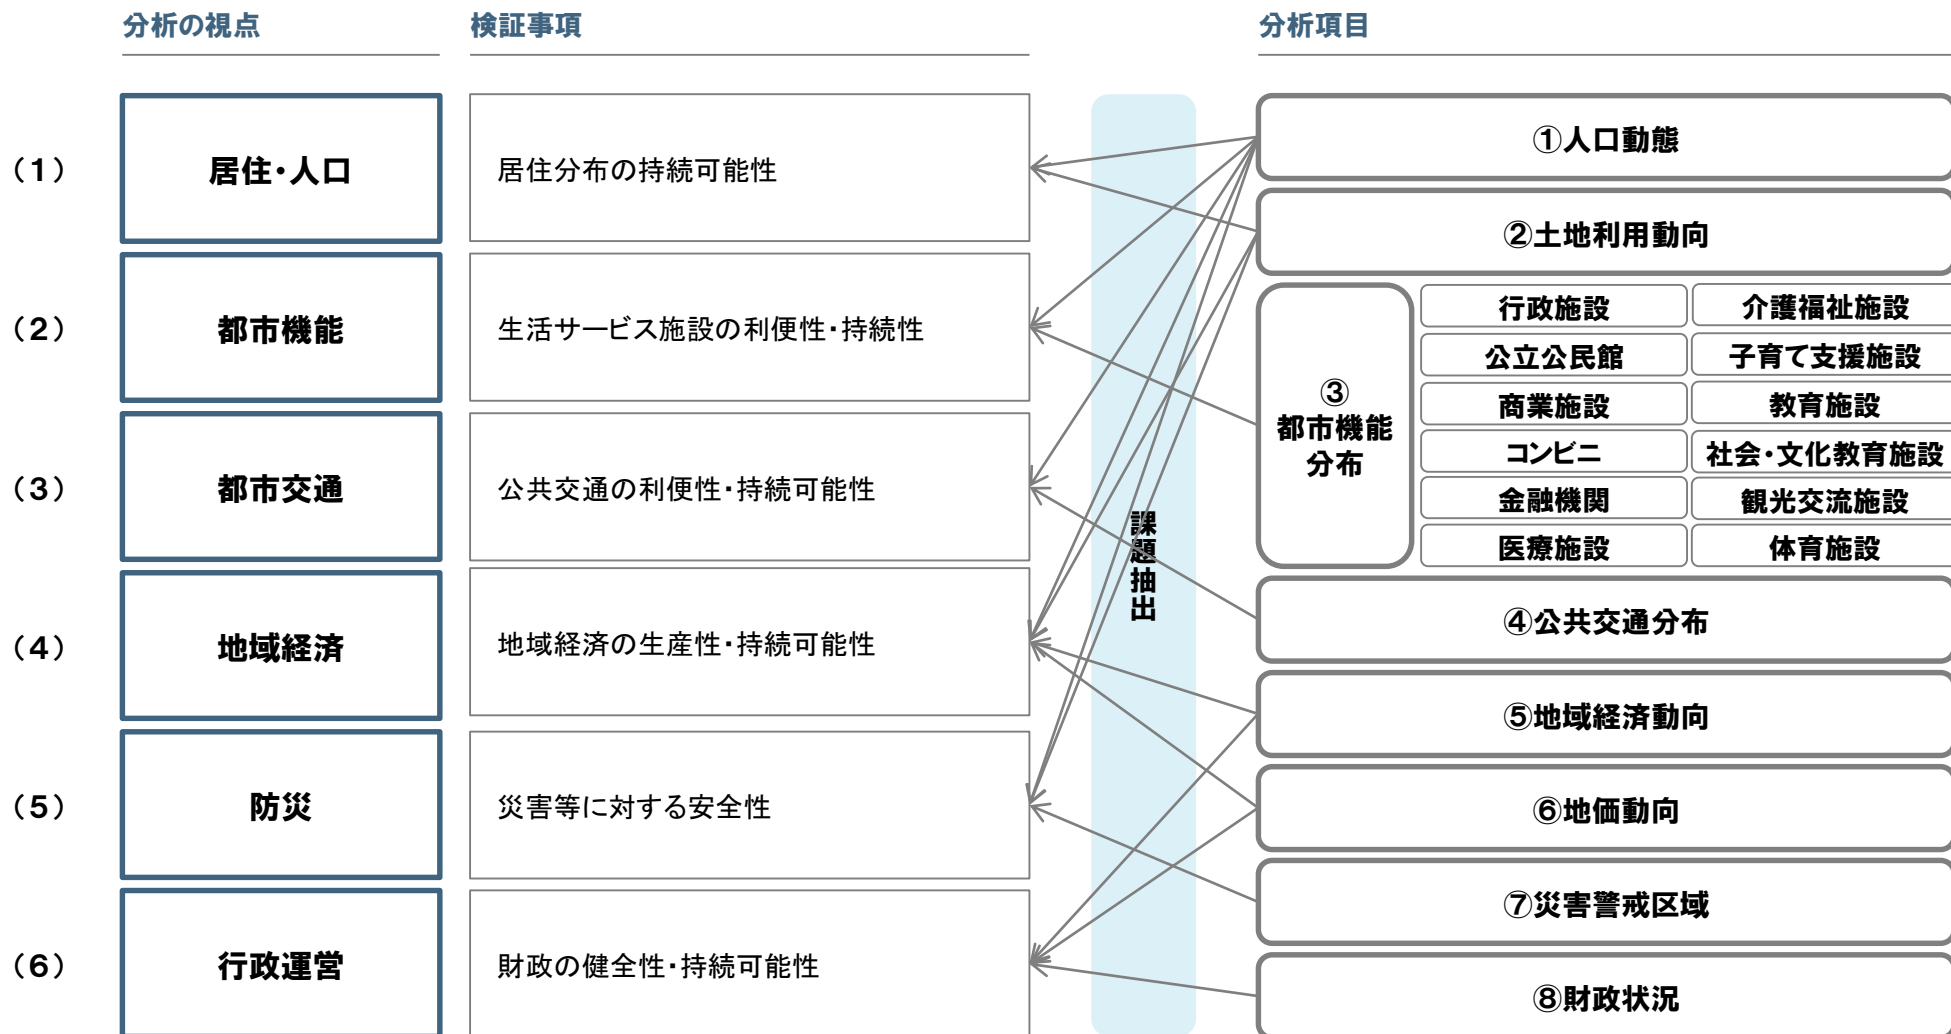 分析の視点
検証事項
分析項目
（1）
居住・人口
居住分布の持続可能性
（2）
都市機能
生活サービス施設の利便性・持続性
（3）
都市交通
公共交通の利便性・持続可能性
（4）
地域経済
地域経済の生産性・持続可能性
（5）
防災
災害等に対する安全性
（6）
行政運営
財政の健全性・持続可能性
課題抽出
①人口動態
②土地利用動向
③
都市機能
分布
行政施設
介護福祉施設
公立公民館
子育て支援施設
商業施設
教育施設
コンビニ
社会・文化教育施設
金融機関
観光交流施設
医療施設
体育施設
④公共交通分布
⑤地域経済動向
⑥地価動向
⑦災害警戒区域
⑧財政状況